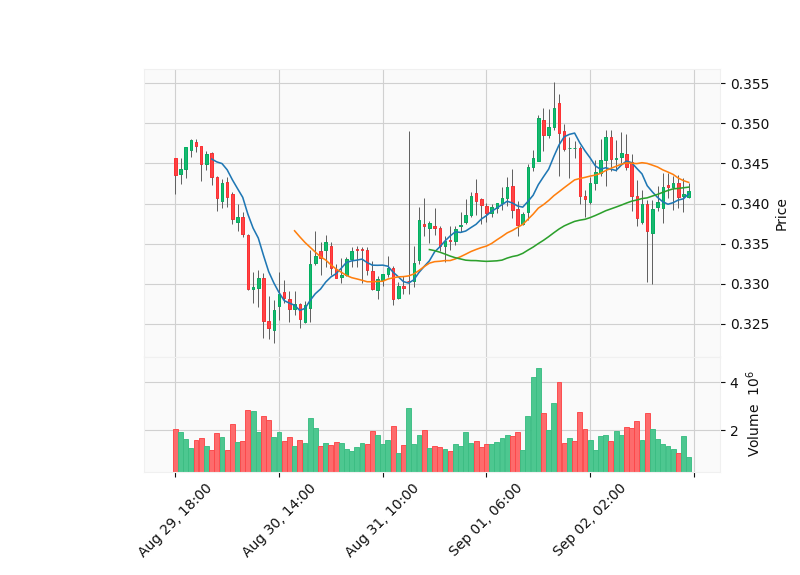 0.355
0.350
0.345
0.340
0.335
0.330
0.325
Price
4
2
Volume 10^6
Aug 29, 18:00
Aug 30, 14:00
Aug 31, 10:00
Sep 01, 06:00
Sep 02, 02:00